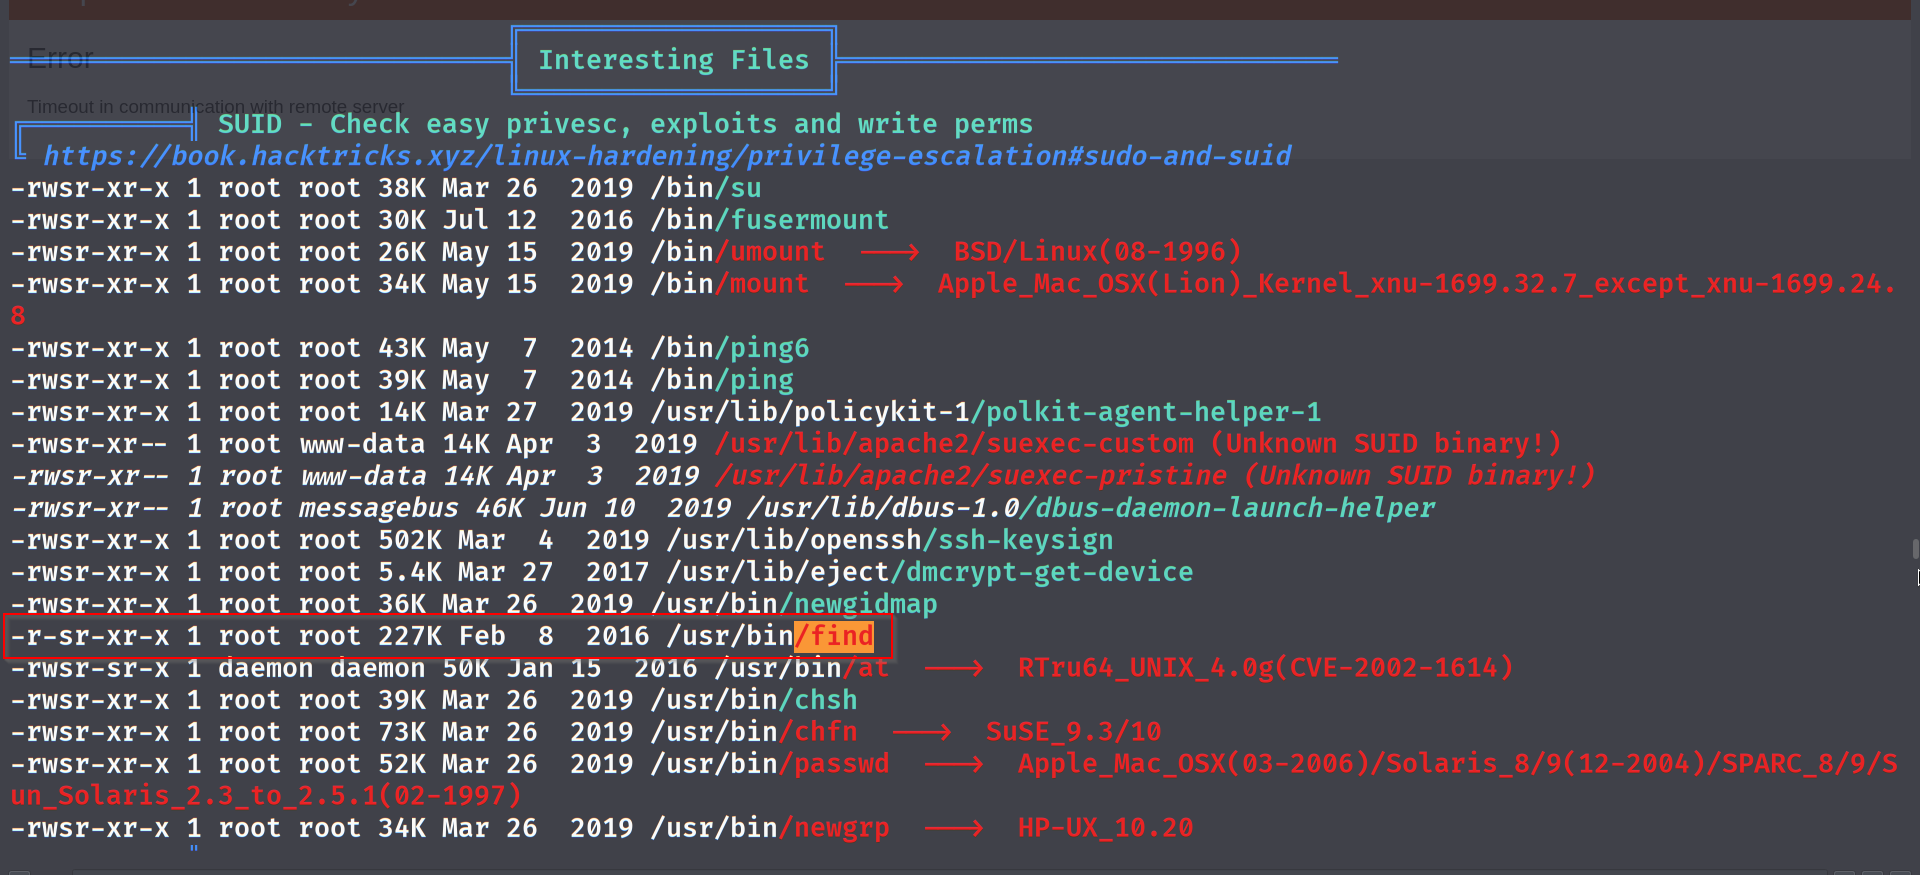 Error
Interesting Files
Timeout in communication with remote server
SUID - Check easy privesc, exploits and write perms
https://book.hacktricks.xyz/linux-hardening/privilege-escalation#sudo-and-suid
-rwsr-xr-x 1 root root 38K Mar 26  2019 /bin/su
-rwsr-xr-x 1 root root 30K Jul 12  2016 /bin/fusermount
-rwsr-xr-x 1 root root 26K May 15  2019 /bin/umount  --->  BSD/Linux(08-1996)
-rwsr-xr-x 1 root root 34K May 15  2019 /bin/mount  --->  Apple_Mac_OSX(Lion)_Kernel_xnu-1699.32.7_except_xnu-1699.24.
8
-rwsr-xr-x 1 root root 43K May  7  2014 /bin/ping6
-rwsr-xr-x 1 root root 39K May  7  2014 /bin/ping
-rwsr-xr-x 1 root root 14K Mar 27  2019 /usr/lib/policykit-1/polkit-agent-helper-1
-rwsr-xr-- 1 root www-data 14K Apr  3  2019 /usr/lib/apache2/suexec-custom (Unknown SUID binary!)
-rwsr-xr-- 1 root www-data 14K Apr  3  2019 /usr/lib/apache2/suexec-pristine (Unknown SUID binary!)
-rwsr-xr-- 1 root messagebus 46K Jun 10  2019 /usr/lib/dbus-1.0/dbus-daemon-launch-helper
-rwsr-xr-x 1 root root 502K Mar  4  2019 /usr/lib/openssh/ssh-keysign
-rwsr-xr-x 1 root root 5.4K Mar 27  2017 /usr/lib/eject/dmcrypt-get-device
-rwsr-xr-x 1 root root 36K Mar 26  2019 /usr/bin/newgidmap
-r-sr-xr-x 1 root root 227K Feb  8  2016 /usr/bin/find
-rwsr-sr-x 1 daemon daemon 50K Jan 15  2016 /usr/bin/at  --->  RTru64_UNIX_4.0g(CVE-2002-1614)
-rwsr-xr-x 1 root root 39K Mar 26  2019 /usr/bin/chsh
-rwsr-xr-x 1 root root 73K Mar 26  2019 /usr/bin/chfn  --->  SuSE_9.3/10
-rwsr-xr-x 1 root root 52K Mar 26  2019 /usr/bin/passwd  --->  Apple_Mac_OSX(03-2006)/Solaris_8/9(12-2004)/SPARC_8/9/S
un_Solaris_2.3_to_2.5.1(02-1997)
-rwsr-xr-x 1 root root 34K Mar 26  2019 /usr/bin/newgrp  --->  HP-UX_10.20
"